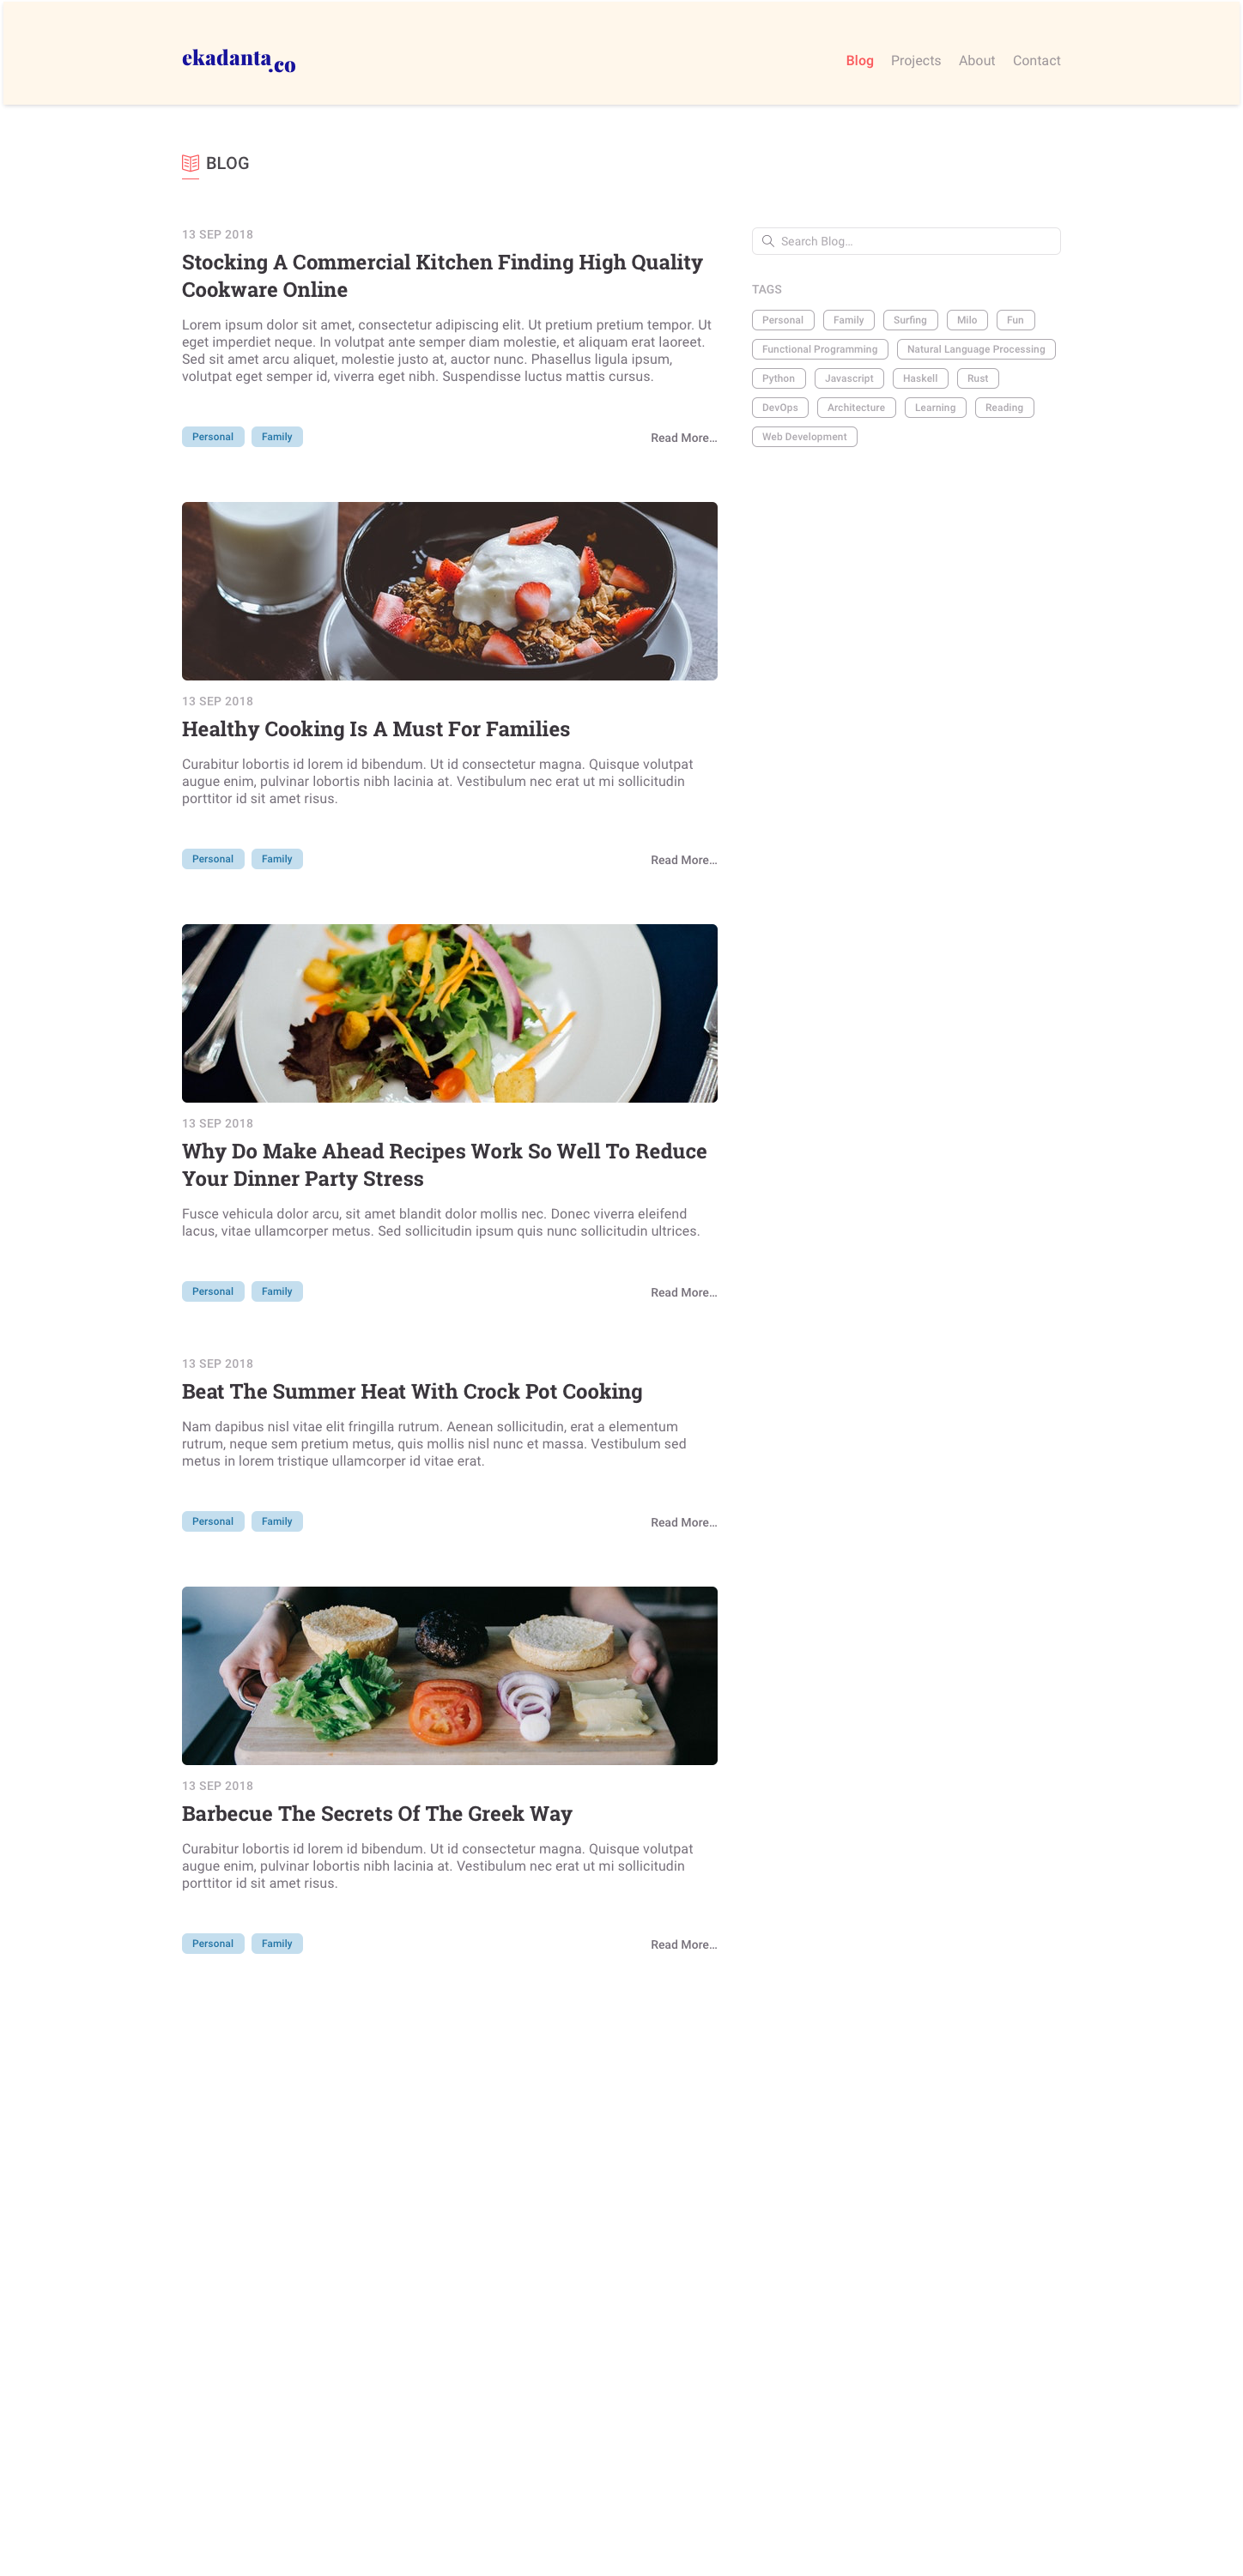 ekadanta.co
Blog Projects About Contact
BLOG
13 SEP 2018
Stocking A Commercial Kitchen Finding High Quality
Cookware Online
Lorem ipsum dolor sit amet, consectetur adipiscing elit. Ut pretium pretium tempor. Ut
eget imperdiet neque. In volutpat ante semper diam molestie, et aliquam erat laoreet.
Sed sit amet arcu aliquet, molestie justo at, auctor nunc. Phasellus ligula ipsum,
volutpat eget semper id, viverra eget nibh. Suspendisse luctus mattis cursus.
Personal Family Read More...
13 SEP 2018
Healthy Cooking Is A Must For Families
Curabitur lobortis id lorem id bibendum. Ut id consectetur magna. Quisque volutpat
augue enim, pulvinar lobortis nibh lacinia at. Vestibulum nec erat ut mi sollicitudin
porttitor id sit amet risus.
Personal Family Read More...
13 SEP 2018
Why Do Make Ahead Recipes Work So Well To Reduce
Your Dinner Party Stress
Fusce vehicula dolor arcu, sit amet blandit dolor mollis nec. Donec viverra eleifend
lacus, vitae ullamcorper metus. Sed sollicitudin ipsum quis nunc sollicitudin ultrices.
Personal Family Read More...
13 SEP 2018
Beat The Summer Heat With Crock Pot Cooking
Nam dapibus nisl vitae elit fringilla rutrum. Aenean sollicitudin, erat a elementum
rutrum, neque sem pretium metus, quis mollis nisl nunc et massa. Vestibulum sed
metus in lorem tristique ullamcorper id vitae erat.
Personal Family Read More...
13 SEP 2018
Barbecue The Secrets Of The Greek Way
Curabitur lobortis id lorem id bibendum. Ut id consectetur magna. Quisque volutpat
augue enim, pulvinar lobortis nibh lacinia at. Vestibulum nec erat ut mi sollicitudin
porttitor id sit amet risus.
Personal Family Read More...
Search Blog...
TAGS
Personal Family Surfing Milo Fun
Functional Programming Natural Language Processing
Python Javascript Haskell Rust
DevOps Architecture Learning Reading
Web Development